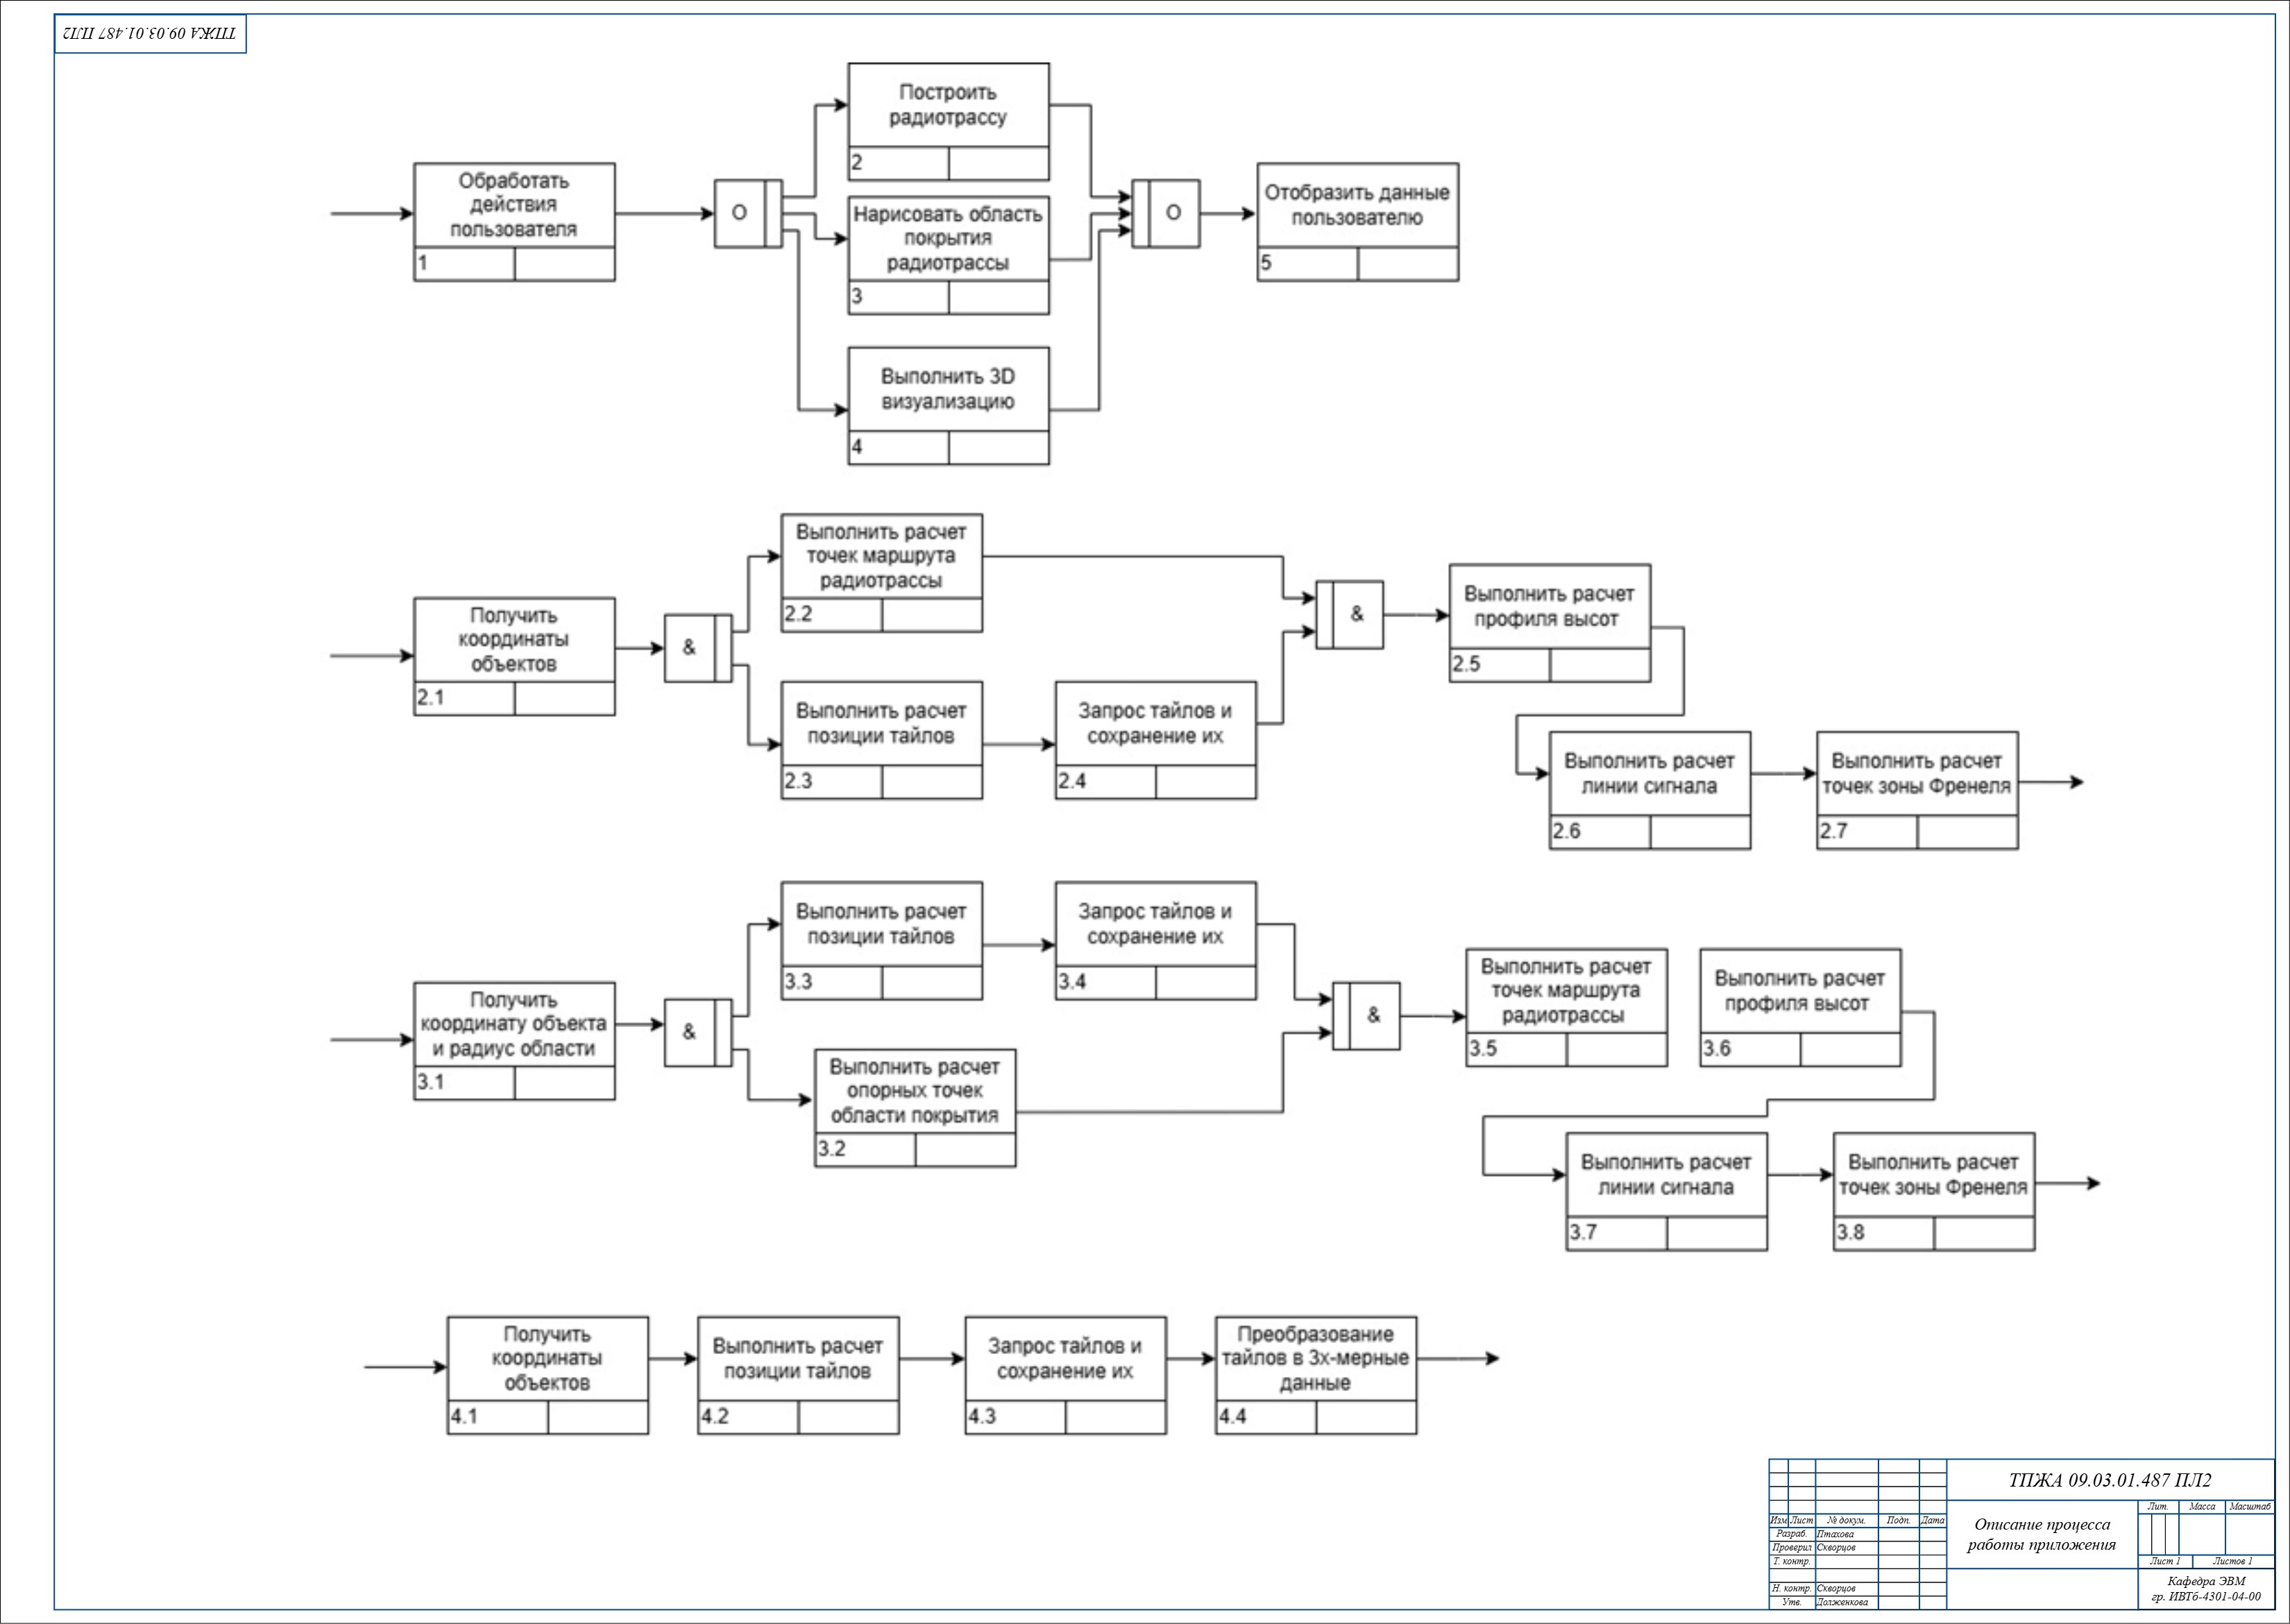 ТПЖА 09.03.01.487 ПЛ2
Построить
радиотрассу
2
Обработать
действия
пользователя
1
O
Нарисовать область
покрытия
радиотрассы
3
O
Отобразить данные
пользователю
5
Выполнить 3D
визуализацию
4
Выполнить расчет
точек маршрута
радиотрассы
2.2
Получить
координаты
объектов
2.1
&
Выполнить расчет
позиции тайлов
2.3
Запрос тайлов и
сохранение их
2.4
&
Выполнить расчет
профиля высот
2.5
Выполнить расчет
линии сигнала
2.6
Выполнить расчет
точек зоны Френеля
2.7
Получить
координату объекта
и радиус области
3.1
&
Выполнить расчет
позиции тайлов
3.3
Запрос тайлов и
сохранение их
3.4
Выполнить расчет
опорных точек
области покрытия
3.2
&
Выполнить расчет
точек маршрута
радиотрассы
3.5
Выполнить расчет
профиля высот
3.6
Выполнить расчет
линии сигнала
3.7
Выполнить расчет
точек зоны Френеля
3.8
Получить
координаты
объектов
4.1
Выполнить расчет
позиции тайлов
4.2
Запрос тайлов и
сохранение их
4.3
Преобразование
тайлов в 3х-мерные
данные
4.4
ТПЖА 09.03.01.487 ПЛ2
Лит. Масса Масштаб
Изм Лист № докум. Подп. Дата
Разраб. Птахова
Проверил Скворцов
Т. контр.
Н. контр. Скворцов
Утв. Долженкова
Описание процесса
работы приложения
Лист 1 Листов 1
Кафедра ЭВМ
гр. ИВТб-4301-04-00